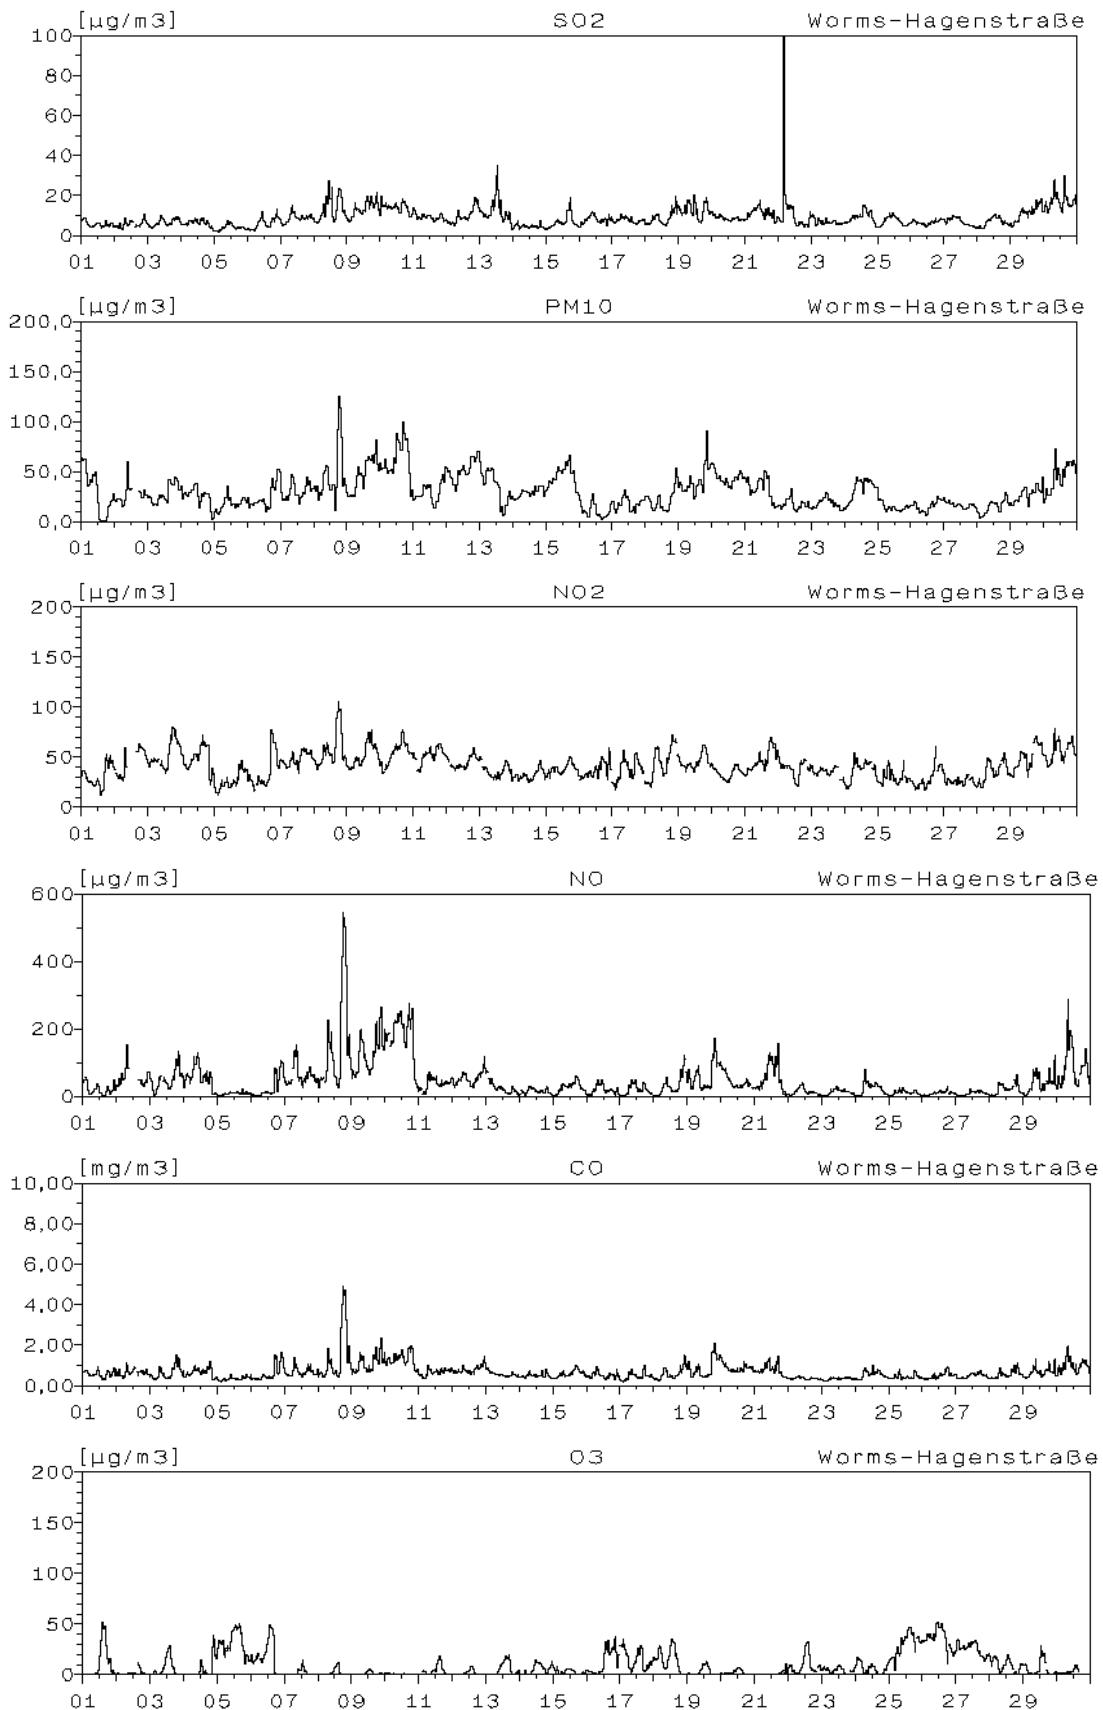 [µg/m3] SO2 Worms-Hagenstraße
100
80
60
40
20
0
01 03 05 07 09 11 13 15 17 19 21 23 25 27 29
[µg/m3] PM10 Worms-Hagenstraße
200,0
150,0
100,0
50,0
0,0
01 03 05 07 09 11 13 15 17 19 21 23 25 27 29
[µg/m3] NO2 Worms-Hagenstraße
200
150
100
50
0
01 03 05 07 09 11 13 15 17 19 21 23 25 27 29
[µg/m3] NO Worms-Hagenstraße
600
400
200
0
01 03 05 07 09 11 13 15 17 19 21 23 25 27 29
[mg/m3] CO Worms-Hagenstraße
10,00
8,00
6,00
4,00
2,00
0,00
01 03 05 07 09 11 13 15 17 19 21 23 25 27 29
[µg/m3] O3 Worms-Hagenstraße
200
150
100
50
0
01 03 05 07 09 11 13 15 17 19 21 23 25 27 29